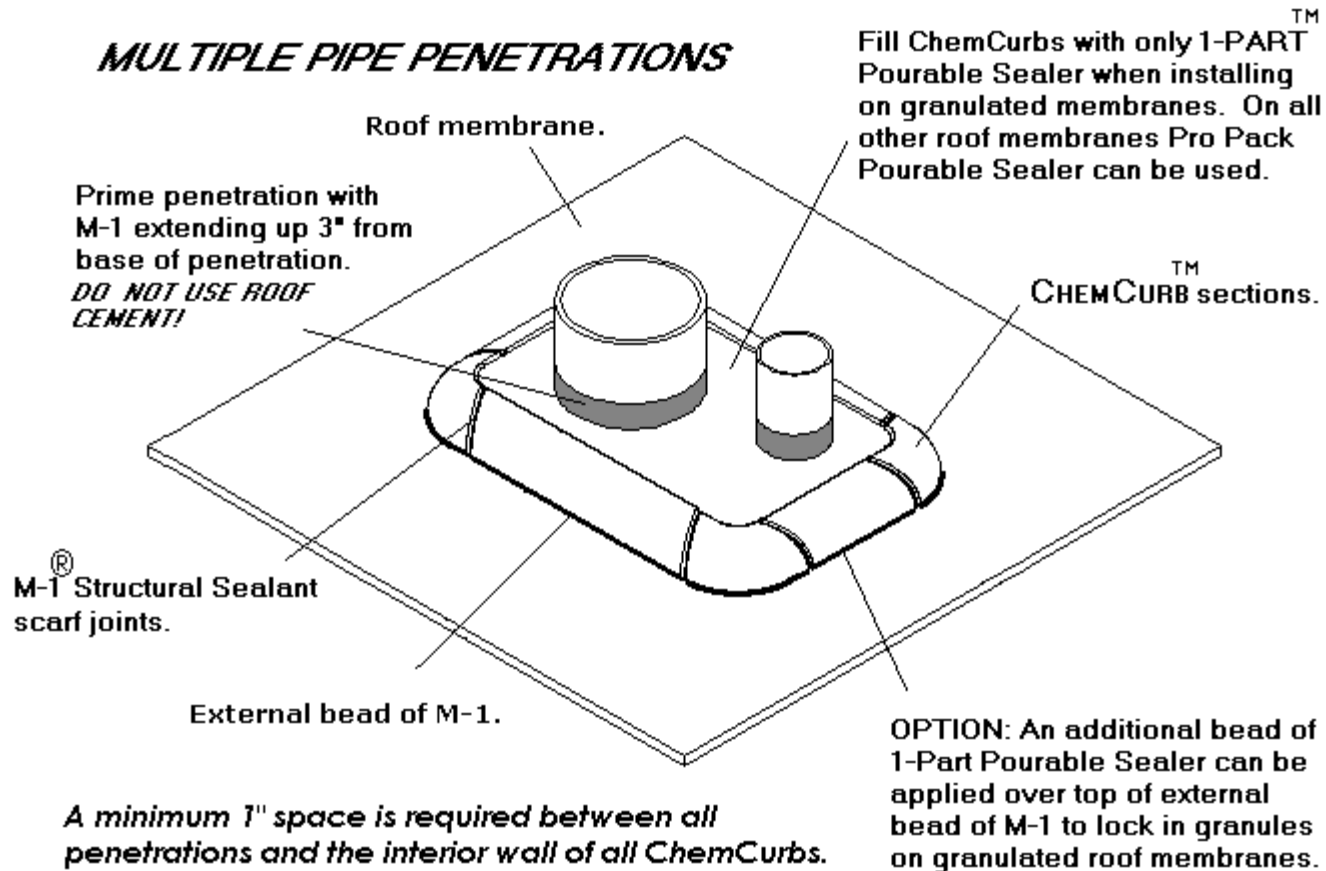 MULTIPLE PIPE PENETRATIONS
TM
Fill ChemCurbs with only 1-PART
Pourable Sealer when installing
on granulated membranes. On all
other roof membranes Pro Pack
Pourable Sealer can be used.
Roof membrane.
Prime penetration with
M-1 extending up 3" from
base of penetration.
DO NOT USE ROOF
CEMENT!
TM
CHEMCURB sections.
®
M-1 Structural Sealant
scarf joints.
External bead of M-1.
OPTION: An additional bead of
1-Part Pourable Sealer can be
applied over top of external
bead of M-1 to lock in granules
on granulated roof membranes.
A minimum 1" space is required between all
penetrations and the interior wall of all ChemCurbs.